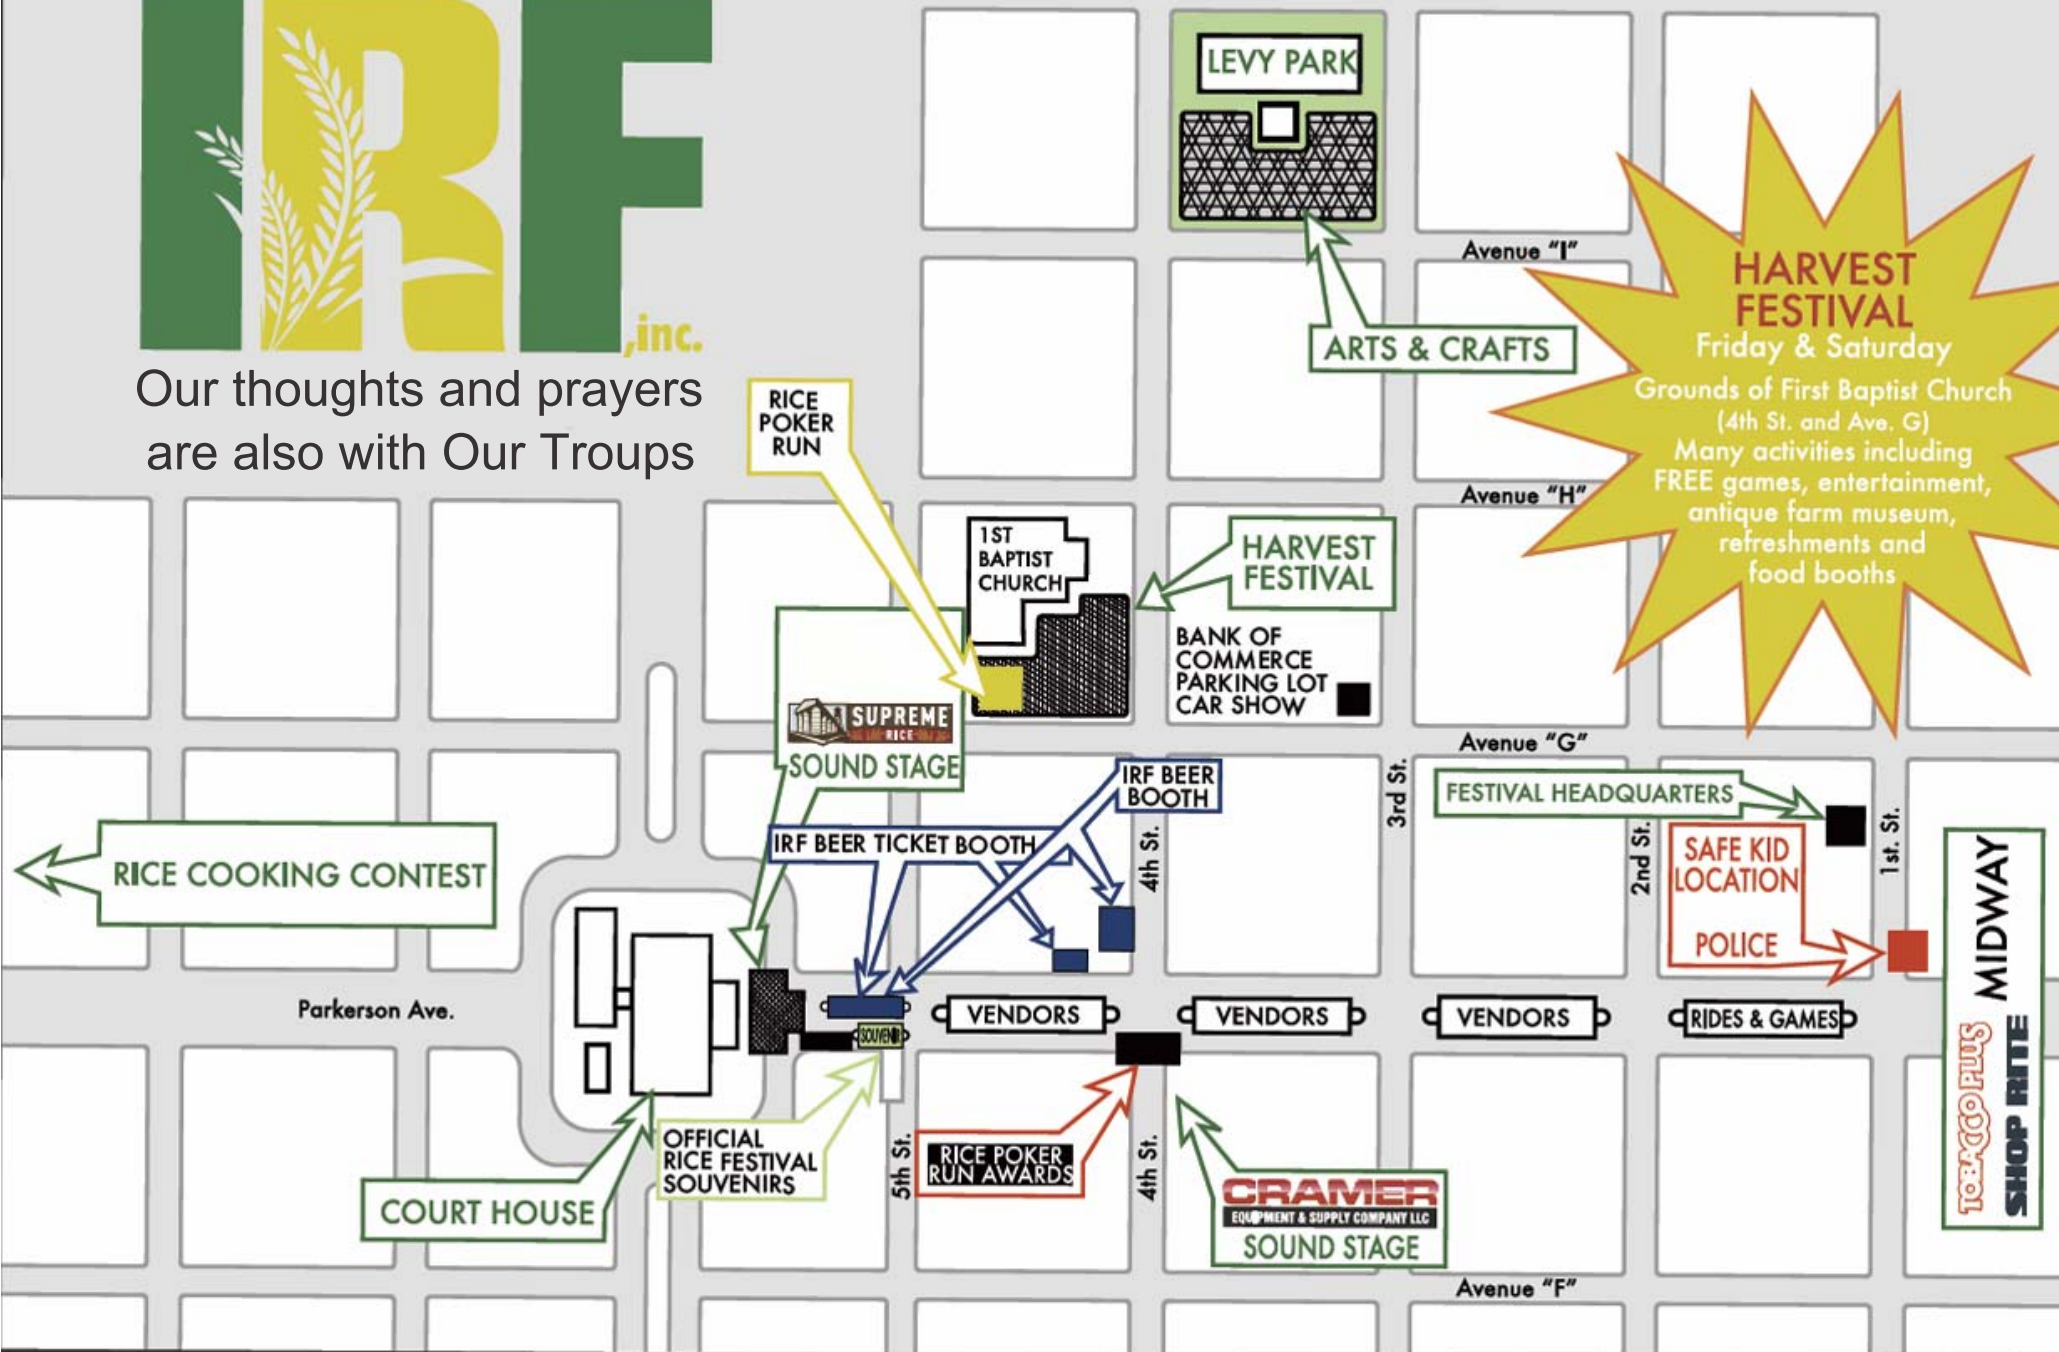 IRF
,inc.
Our thoughts and prayers
are also with Our Troups
LEVY PARK
Avenue "I"
ARTS & CRAFTS
HARVEST
FESTIVAL
Friday & Saturday
Grounds of First Baptist Church
(4th St. and Ave. G)
Many activities including
FREE games, entertainment,
antique farm museum,
refreshments and
food booths
RICE
POKER
RUN
Avenue "H"
1ST
BAPTIST
CHURCH
HARVEST
FESTIVAL
BANK OF
COMMERCE
PARKING LOT
CAR SHOW
SUPREME
RICE
SOUND STAGE
Avenue "G"
IRF BEER
BOOTH
IRF BEER TICKET BOOTH
4th St.
3rd St.
FESTIVAL HEADQUARTERS
2nd St.
SAFE KID
LOCATION
POLICE
1st. St.
MIDWAY
TOBACCO PLUS
SHOP RITE
RICE COOKING CONTEST
Parkerson Ave.
SOUVENIR
VENDORS
VENDORS
VENDORS
RIDES & GAMES
OFFICIAL
RICE FESTIVAL
SOUVENIRS
COURT HOUSE
5th St.
RICE POKER
RUN AWARDS
4th St.
CRAMER
EQUIPMENT & SUPPLY COMPANY LLC
SOUND STAGE
Avenue "F"